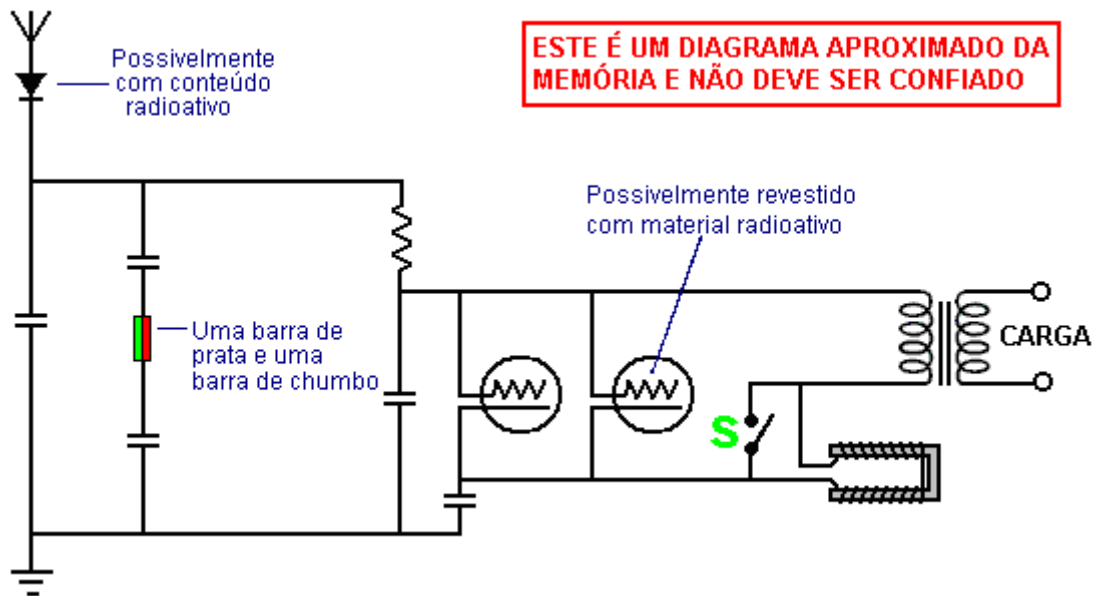 Possivelmente
com conteúdo
radioativo
ESTE É UM DIAGRAMA APROXIMADO DA
MEMÓRIA E NÃO DEVE SER CONFIADO
Possivelmente revestido
com material radioativo
Uma barra de
prata e uma
barra de chumbo
CARGA
S